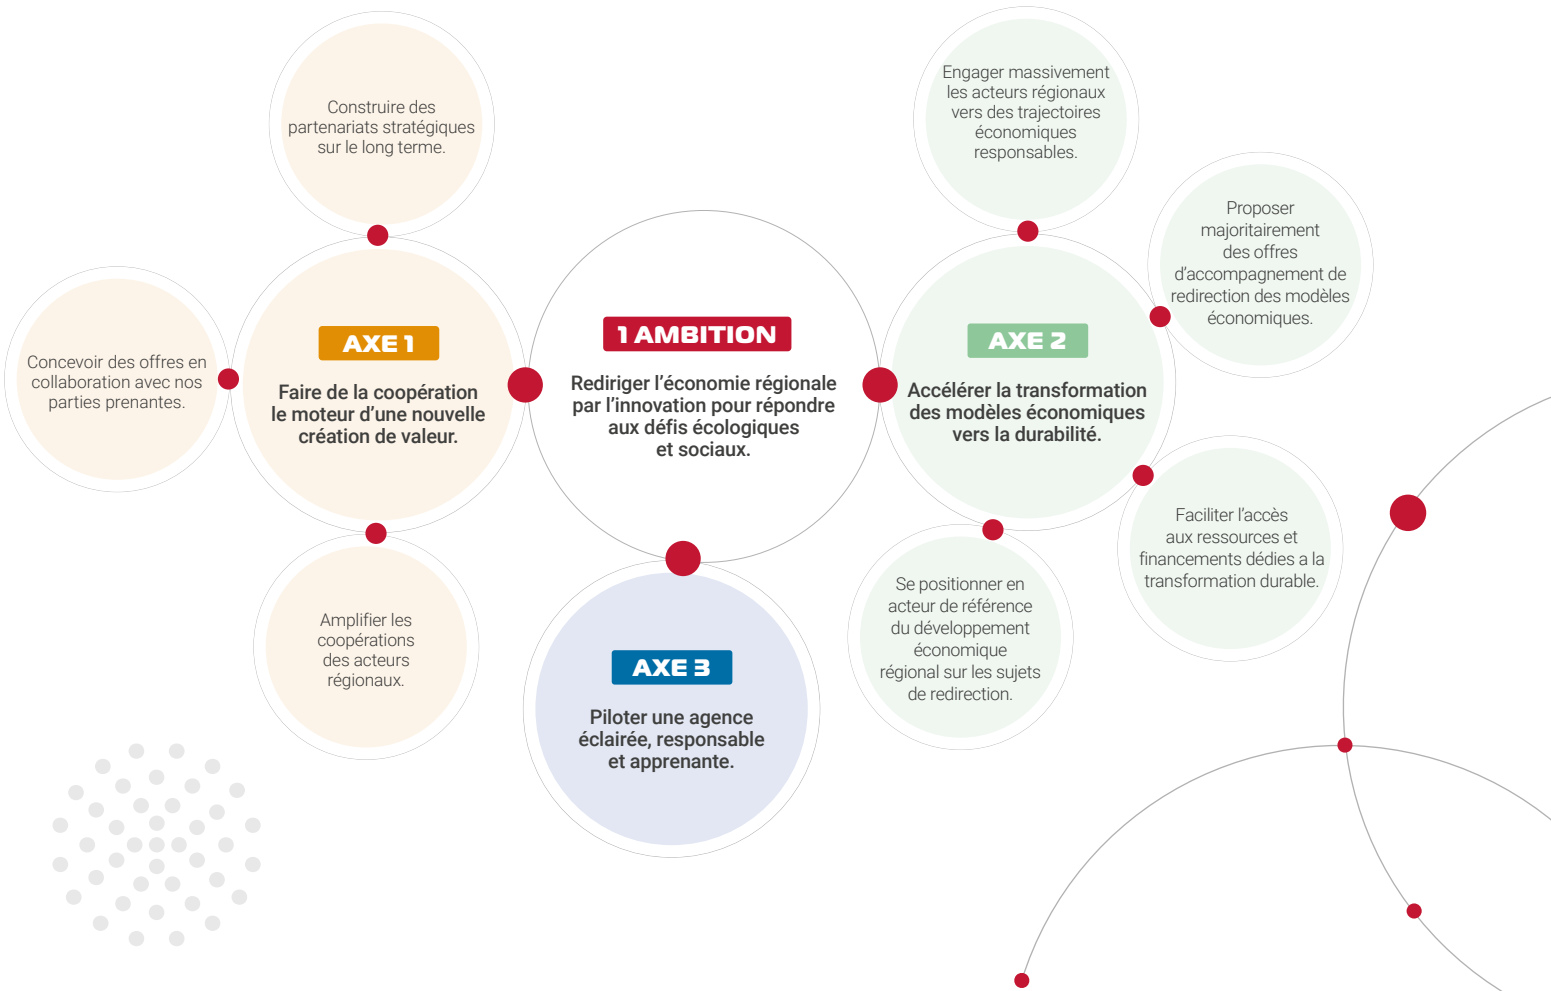 Construire des
partenariats stratégiques
sur le long terme.
Concevoir des offres en
collaboration avec nos
parties prenantes.
AXE 1
Faire de la coopération
le moteur d’une nouvelle
création de valeur.
Amplifier les
coopérations
des acteurs
régionaux.
1 AMBITION
Rediriger l’économie régionale
par l’innovation pour répondre
aux défis écologiques
et sociaux.
AXE 3
Piloter une agence
éclairée, responsable
et apprenante.
Engager massivement
les acteurs régionaux
vers des trajectoires
économiques
responsables.
AXE 2
Accélérer la transformation
des modèles économiques
vers la durabilité.
Proposer
majoritairement
des offres
d’accompagnement de
redirection des modèles
économiques.
Faciliter l’accès
aux ressources et
financements dédies a la
transformation durable.
Se positionner en
acteur de référence
du développement
économique
régional sur les sujets
de redirection.